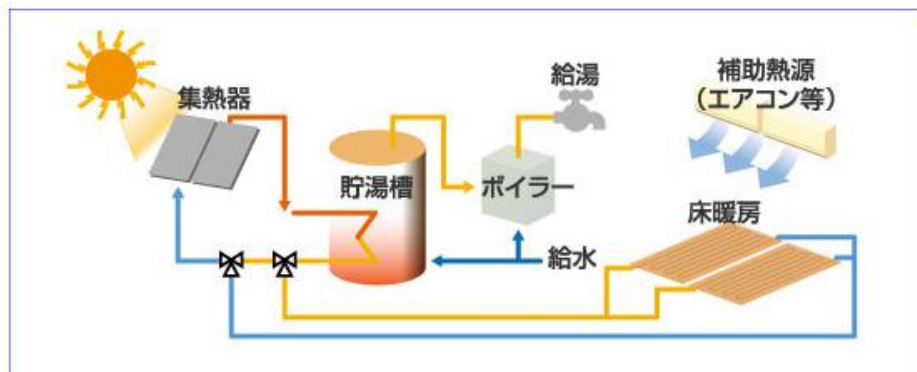 集熱器
給湯
補助熱源
（エアコン等）
貯湯槽
ボイラー
床暖房
給水